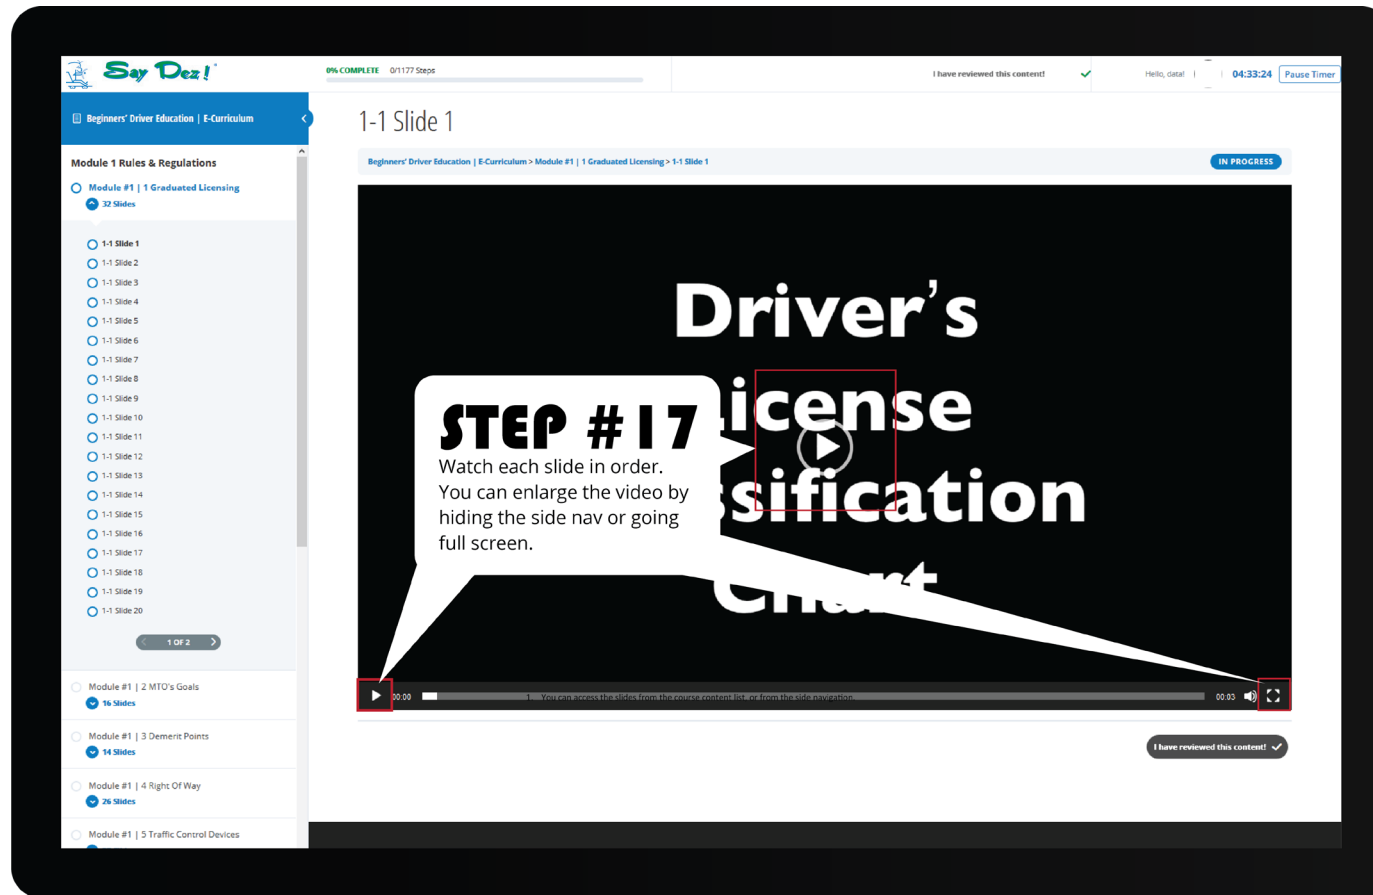 Say Dez!
0% COMPLETE 0/1177 Steps
I have reviewed this content!
Hello, data! |
| 04:33:24
Pause Timer
Beginners' Driver Education | E-Curriculum
Module 1 Rules & Regulations
Module #1 | 1 Graduated Licensing
32 Slides
1-1 Slide 1
1-1 Slide 2
1-1 Slide 3
1-1 Slide 4
1-1 Slide 5
1-1 Slide 6
1-1 Slide 7
1-1 Slide 8
1-1 Slide 9
1-1 Slide 10
1-1 Slide 11
1-1 Slide 12
1-1 Slide 13
1-1 Slide 14
1-1 Slide 15
1-1 Slide 16
1-1 Slide 17
1-1 Slide 18
1-1 Slide 19
1-1 Slide 20
1 OF 2
Module #1 | 2 MTO's Goals
16 Slides
Module #1 | 3 Demerit Points
14 Slides
Module #1 | 4 Right Of Way
26 Slides
Module #1 | 5 Traffic Control Devices
1-1 Slide 1
Beginners' Driver Education | E-Curriculum > Module #1 | 1 Graduated Licensing > 1-1 Slide 1
IN PROGRESS
Driver's
icense
ssification
Chart
STEP #17
Watch each slide in order.
You can enlarge the video by
hiding the side nav or going
full screen.
00:00
1. You can access the slides from the course content list, or from the side navigation.
00:03
I have reviewed this content!